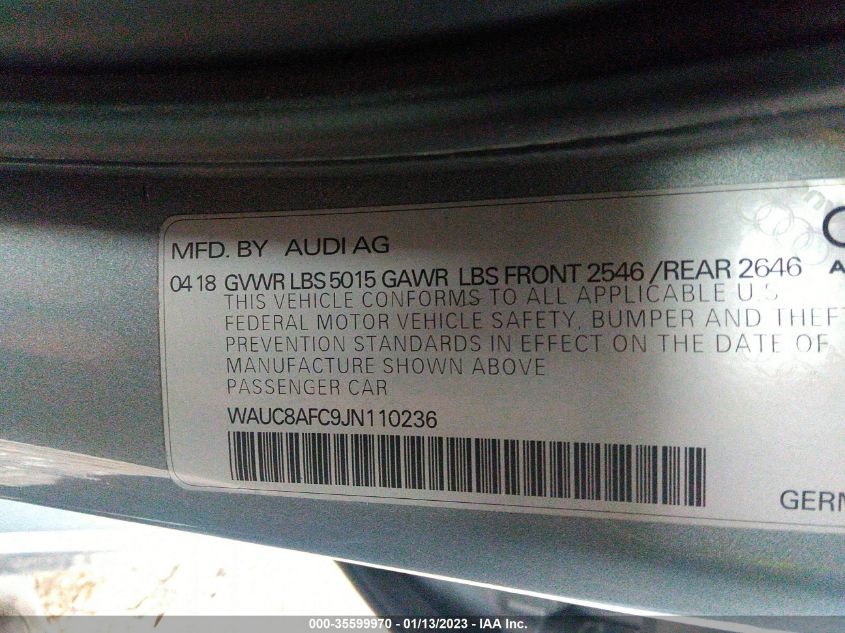 MFD. BY AUDI AG
04 18 GVWR LBS 5015 GAWR LBS FRONT 2546 /REAR 2646
THIS VEHICLE CONFORMS TO ALL APPLICABLE U.S
FEDERAL MOTOR VEHICLE SAFETY, BUMPER AND THEFT
PREVENTION STANDARDS IN EFFECT ON THE DATE OF
MANUFACTURE SHOWN ABOVE
PASSENGER CAR
WAUC8AFC9JN110236
GERM
000-35599970 - 01/13/2023 - IAA Inc.